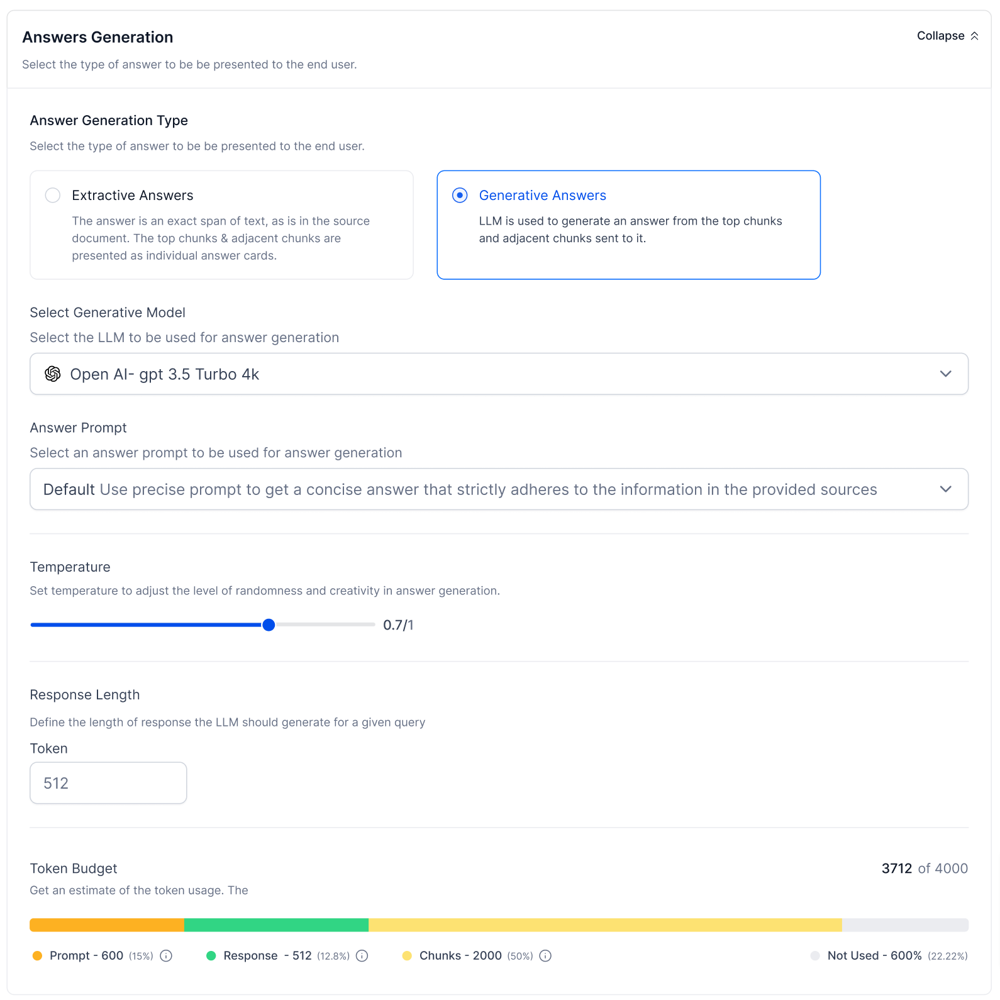 Answers Generation
Collapse
Select the type of answer to be be presented to the end user.
Answer Generation Type
Select the type of answer to be be presented to the end user.
Extractive Answers
The answer is an exact span of text, as is in the source
document. The top chunks & adjacent chunks are
presented as individual answer cards.
Generative Answers
LLM is used to generate an answer from the top chunks
and adjacent chunks sent to it.
Select Generative Model
Select the LLM to be used for answer generation
Open AI- gpt 3.5 Turbo 4k
Answer Prompt
Select an answer prompt to be used for answer generation
Default Use precise prompt to get a concise answer that strictly adheres to the information in the provided sources
Temperature
Set temperature to adjust the level of randomness and creativity in answer generation.
0.7/1
Response Length
Define the length of response the LLM should generate for a given query
Token
512
Token Budget
3712 of 4000
Get an estimate of the token usage. The
Prompt - 600 (15%)
Response - 512 (12.8%)
Chunks - 2000 (50%)
Not Used - 600% (22.22%)